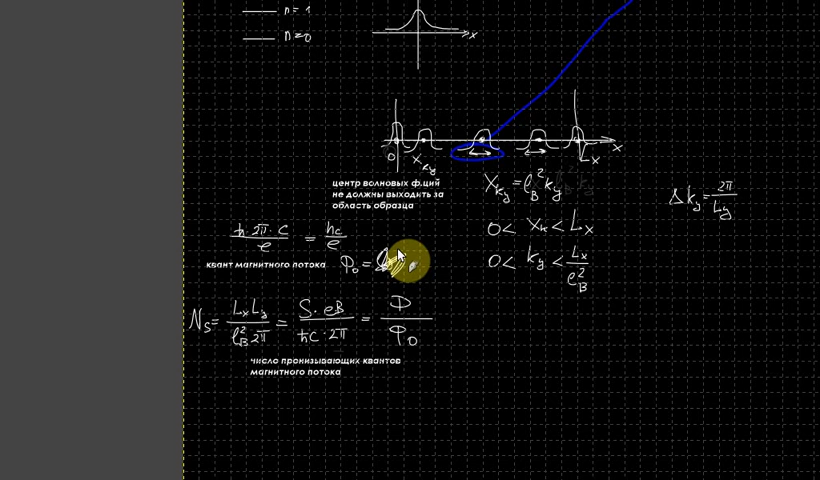 n = 1
n = 0
x
0
x_ky
L_x
x
центр волновых ф.ций
не должны выходить за
область образца
X_ky = ℓ_B^2 k_y
Δk_y = 2π / L_y
0 < X_k < L_x
ħ·2π·c / e = hc / e
0 < k_y < L_x / ℓ_B^2
квант магнитного потока Φ_0 =
N_S = L_x L_y / ℓ_B^2 2π = S·eB / ħc·2π = Φ / Φ_0
число пронизывающих квантов
магнитного потока